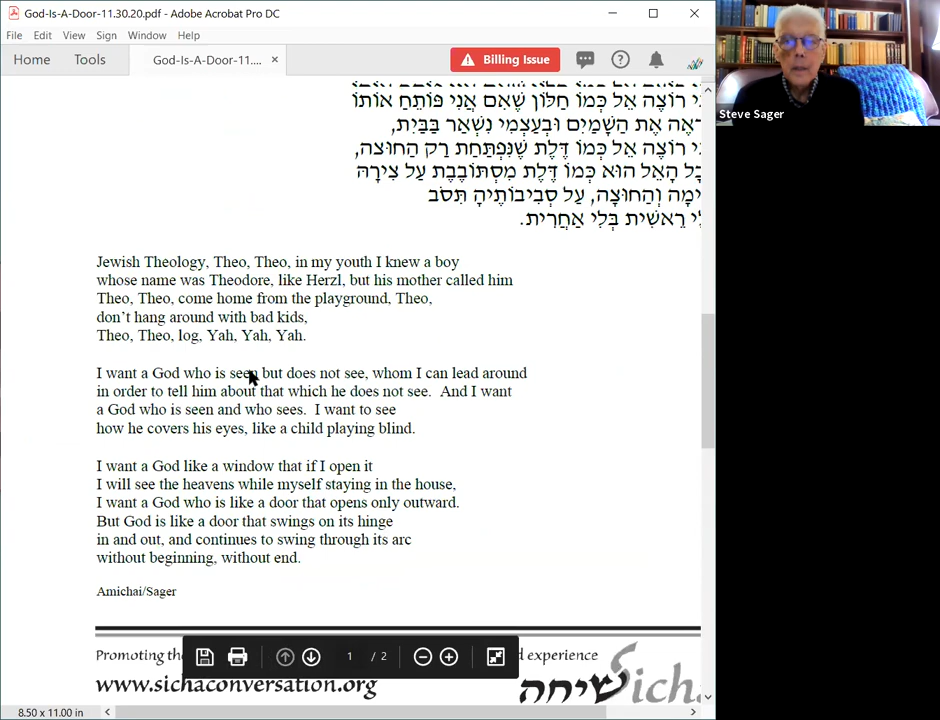 God-Is-A-Door-11.30.20.pdf - Adobe Acrobat Pro DC
File Edit View Sign Window Help
Home Tools God-Is-A-Door-11.... × Billing Issue
Steve Sager
רוֹצֶה אֵל כְּמוֹ חַלּוֹן שֶׁאִם אֲנִי פּוֹתֵחַ אוֹתוֹ
אֶת הַשָּׁמַיִם וּבְעַצְמִי נִשְׁאַר בַּבַּיִת,
רוֹצֶה אֵל כְּמוֹ דֶּלֶת שֶׁנִּפְתַּחַת רַק הַחוּצָה,
הָאֵל הוּא כְּמוֹ דֶּלֶת מִסְתּוֹבֶבֶת עַל צִירָהּ
וְהַחוּצָה, עַל סְבִיבוֹתֶיהָ תִּסֹּב
רֵאשִׁית בְּלִי אַחֲרִית.
Jewish Theology, Theo, Theo, in my youth I knew a boy
whose name was Theodore, like Herzl, but his mother called him
Theo, Theo, come home from the playground, Theo,
don't hang around with bad kids,
Theo, Theo, log, Yah, Yah, Yah.
I want a God who is seen but does not see, whom I can lead around
in order to tell him about that which he does not see. And I want
a God who is seen and who sees. I want to see
how he covers his eyes, like a child playing blind.
I want a God like a window that if I open it
I will see the heavens while myself staying in the house,
I want a God who is like a door that opens only outward.
But God is like a door that swings on its hinge
in and out, and continues to swing through its arc
without beginning, without end.
Amichai/Sager
Promoting the experience
1 / 2
www.sichaconversation.org
שיחה Sich
8.50 x 11.00 in